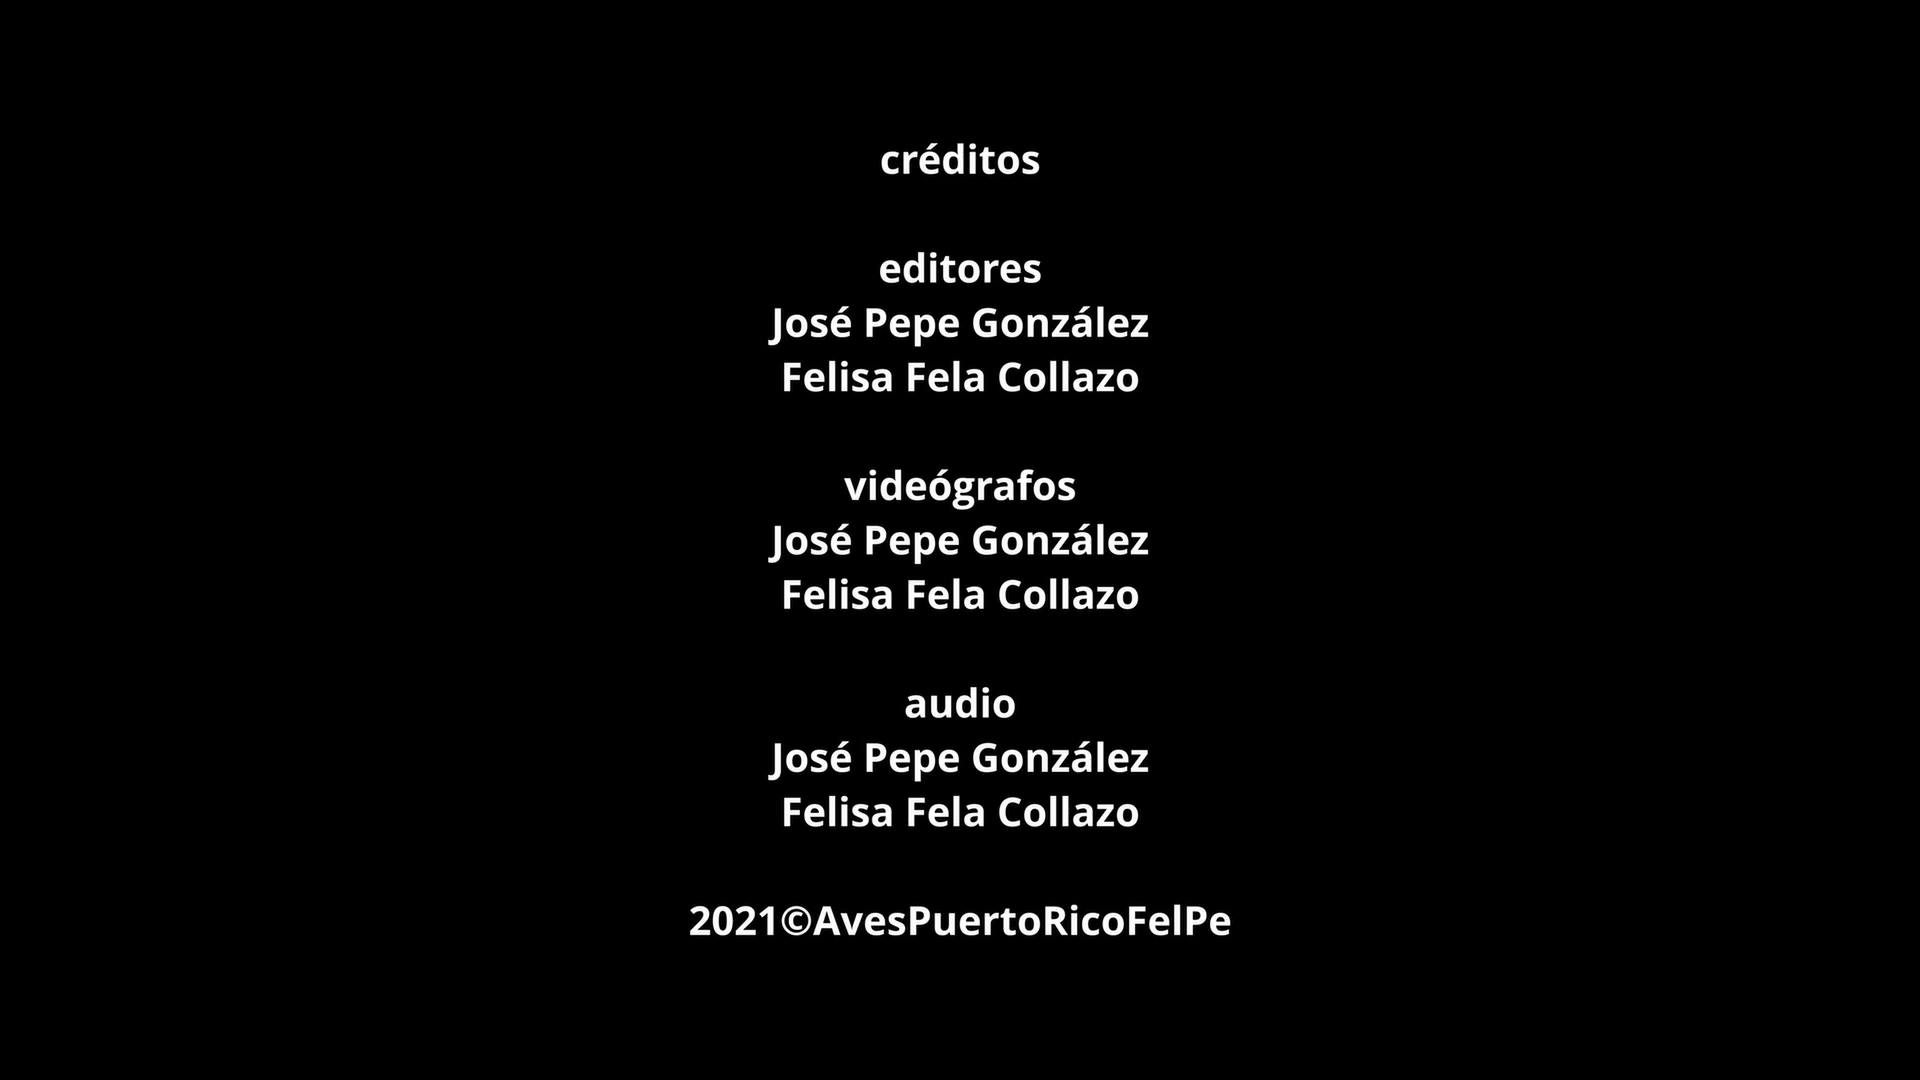 créditos
editores
José Pepe González
Felisa Fela Collazo
videógrafos
José Pepe González
Felisa Fela Collazo
audio
José Pepe González
Felisa Fela Collazo
2021©AvesPuertoRicoFelPe